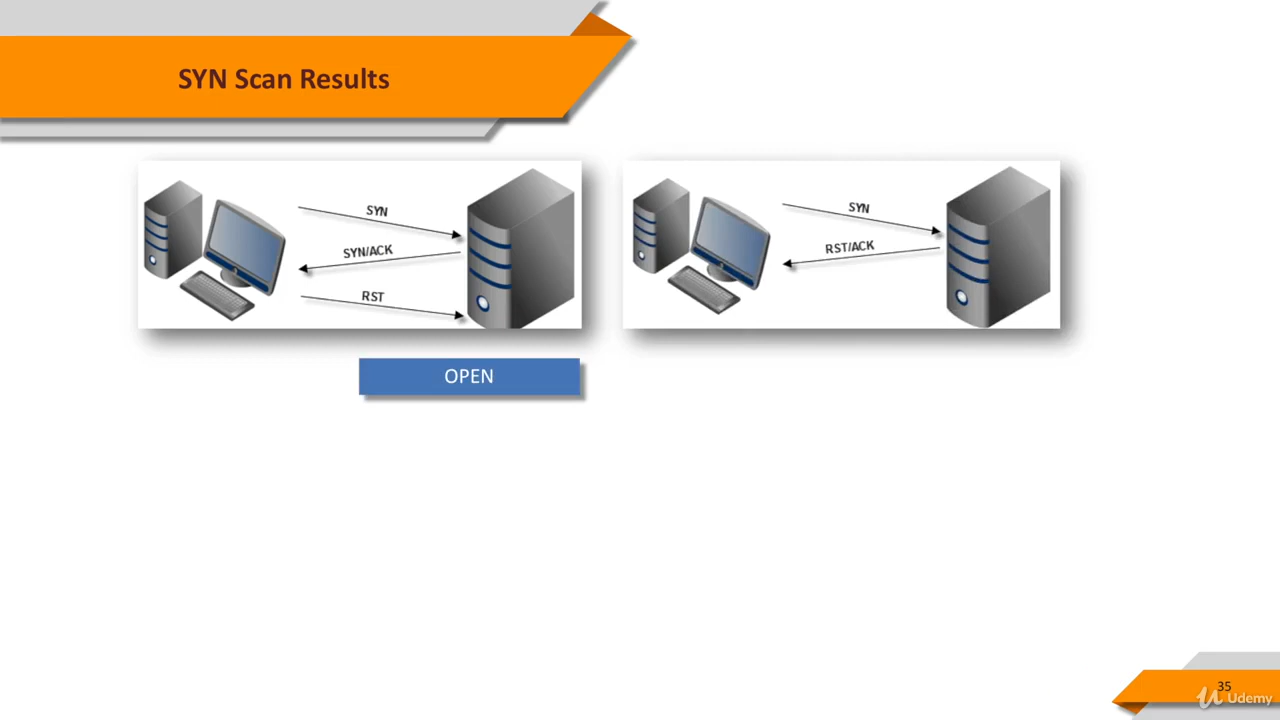 SYN Scan Results
SYN
SYN/ACK
RST
SYN
RST/ACK
OPEN
35
Udemy